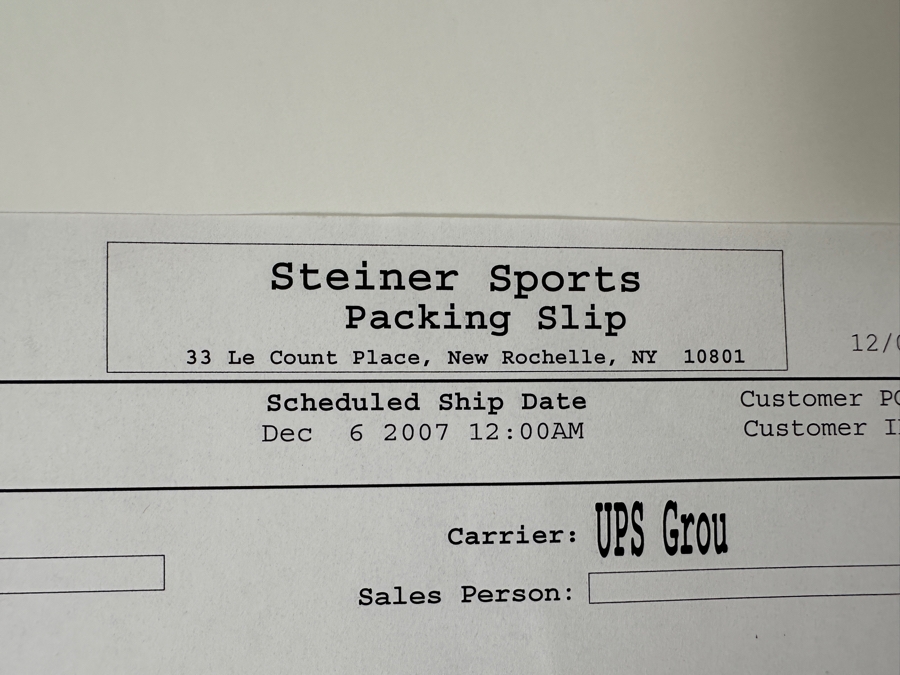 Steiner Sports
Packing Slip
33 Le Count Place, New Rochelle, NY 10801
12/
Scheduled Ship Date
Dec 6 2007 12:00AM
Customer
Customer
Carrier: UPS Grou
Sales Person: